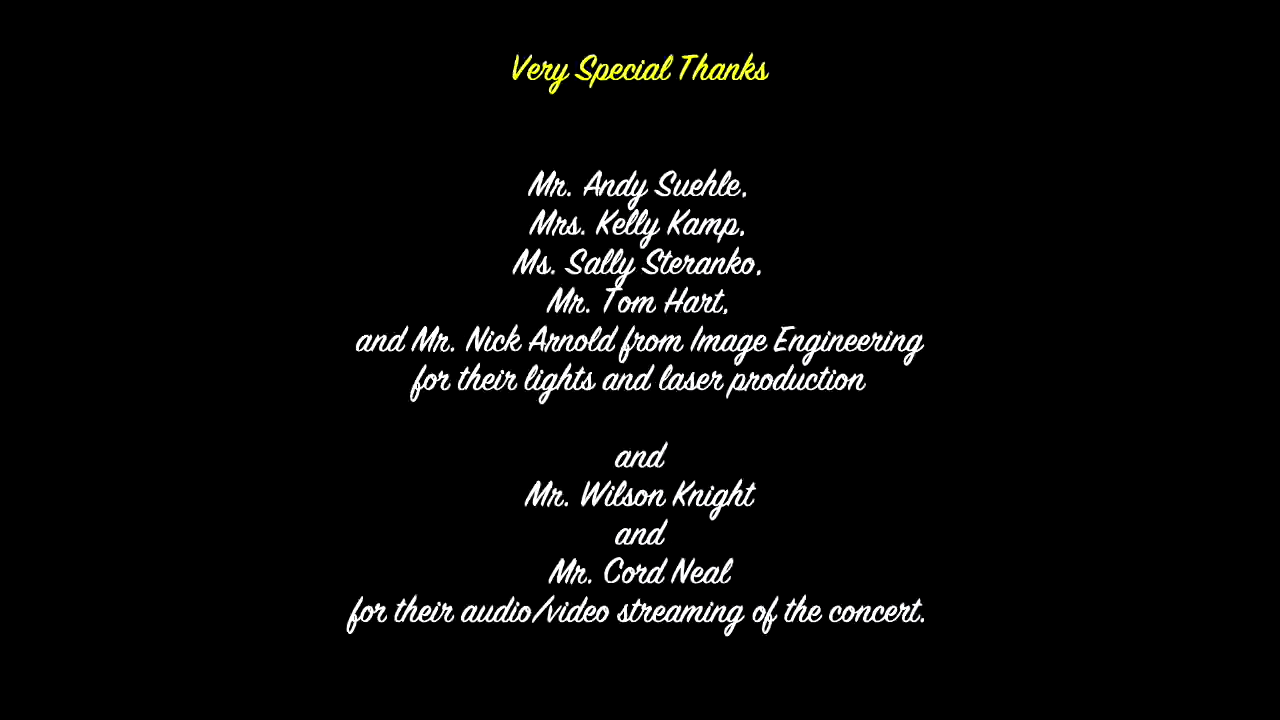 Very Special Thanks
Mr. Andy Suehle,
Mrs. Kelly Kamp,
Ms. Sally Steranko,
Mr. Tom Hart,
and Mr. Nick Arnold from Image Engineering
for their lights and laser production
and
Mr. Wilson Knight
and
Mr. Cord Neal
for their audio/video streaming of the concert.